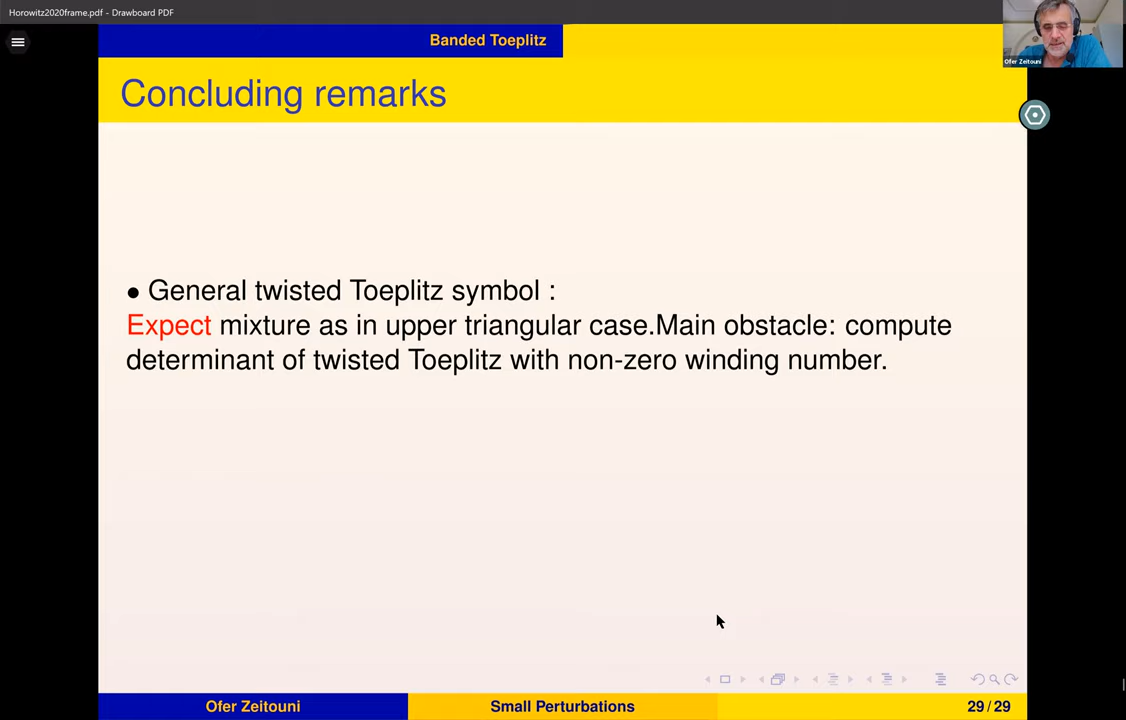 Horowitz2020frame.pdf - Drawboard PDF
Banded Toeplitz
Ofer Zeitouni
Concluding remarks
• General twisted Toeplitz symbol :
Expect mixture as in upper triangular case.Main obstacle: compute
determinant of twisted Toeplitz with non-zero winding number.
Ofer Zeitouni
Small Perturbations
29 / 29